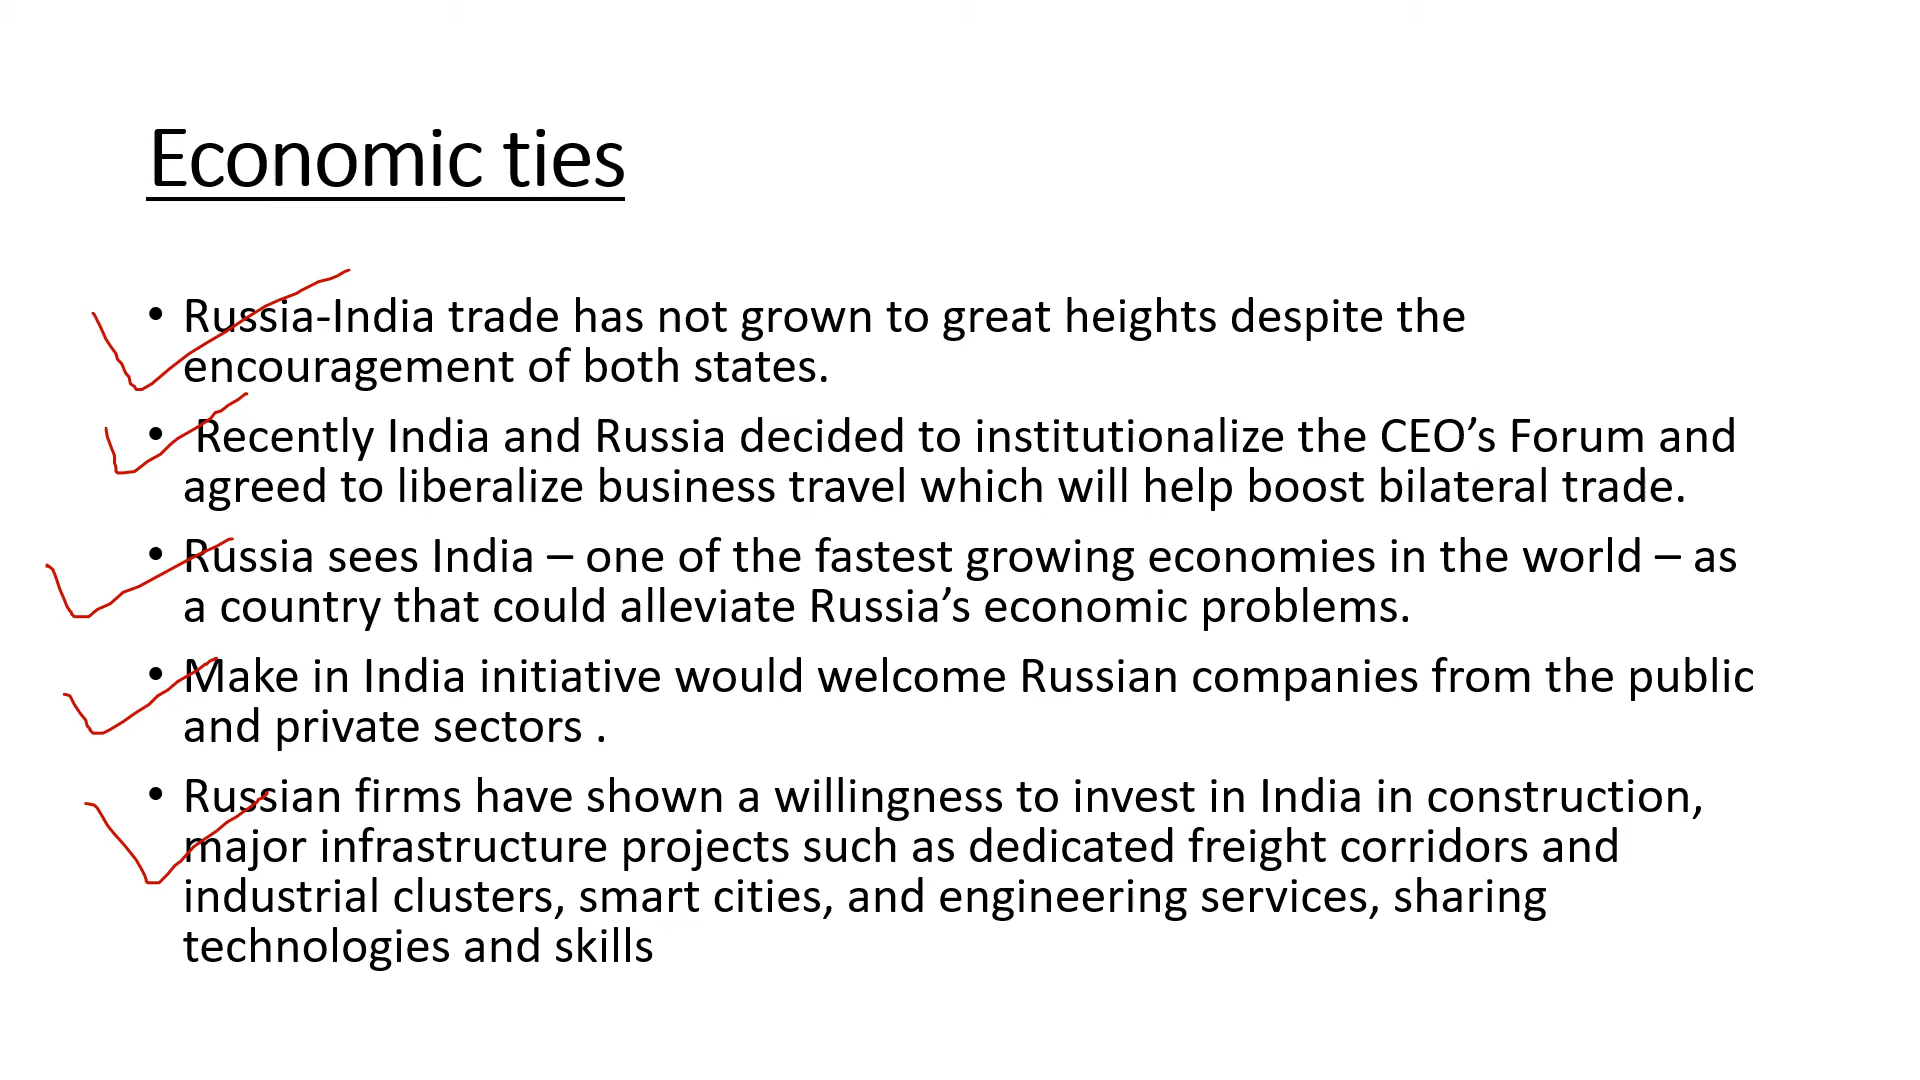 Economic ties
• Russia-India trade has not grown to great heights despite the
encouragement of both states.
• Recently India and Russia decided to institutionalize the CEO’s Forum and
agreed to liberalize business travel which will help boost bilateral trade.
• Russia sees India – one of the fastest growing economies in the world – as
a country that could alleviate Russia’s economic problems.
• Make in India initiative would welcome Russian companies from the public
and private sectors .
• Russian firms have shown a willingness to invest in India in construction,
major infrastructure projects such as dedicated freight corridors and
industrial clusters, smart cities, and engineering services, sharing
technologies and skills